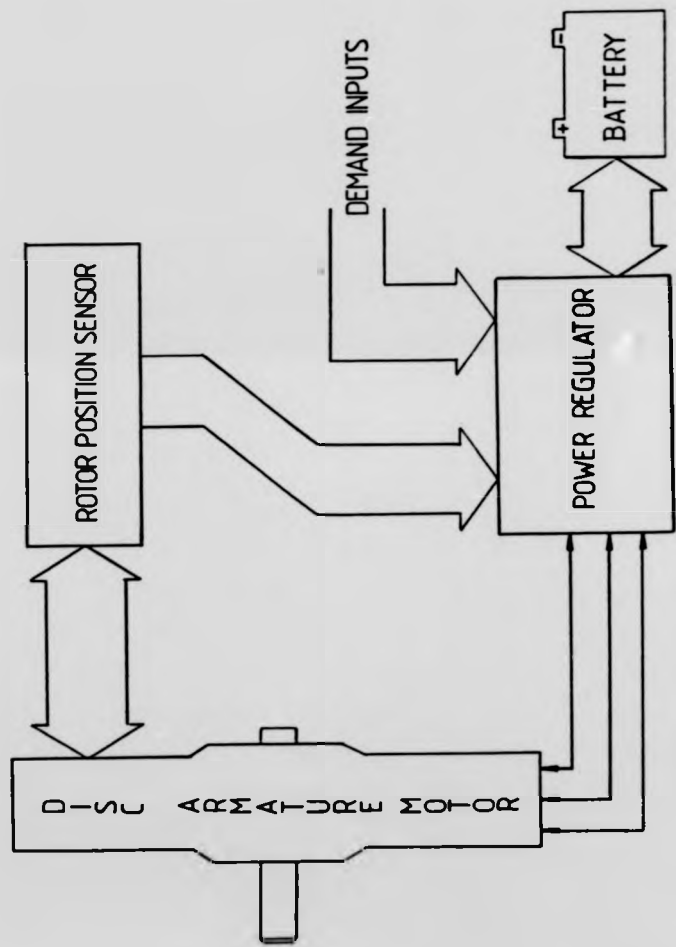 DISC ARMATURE MOTOR
ROTOR POSITION SENSOR
DEMAND INPUTS
POWER REGULATOR
+ -
BATTERY